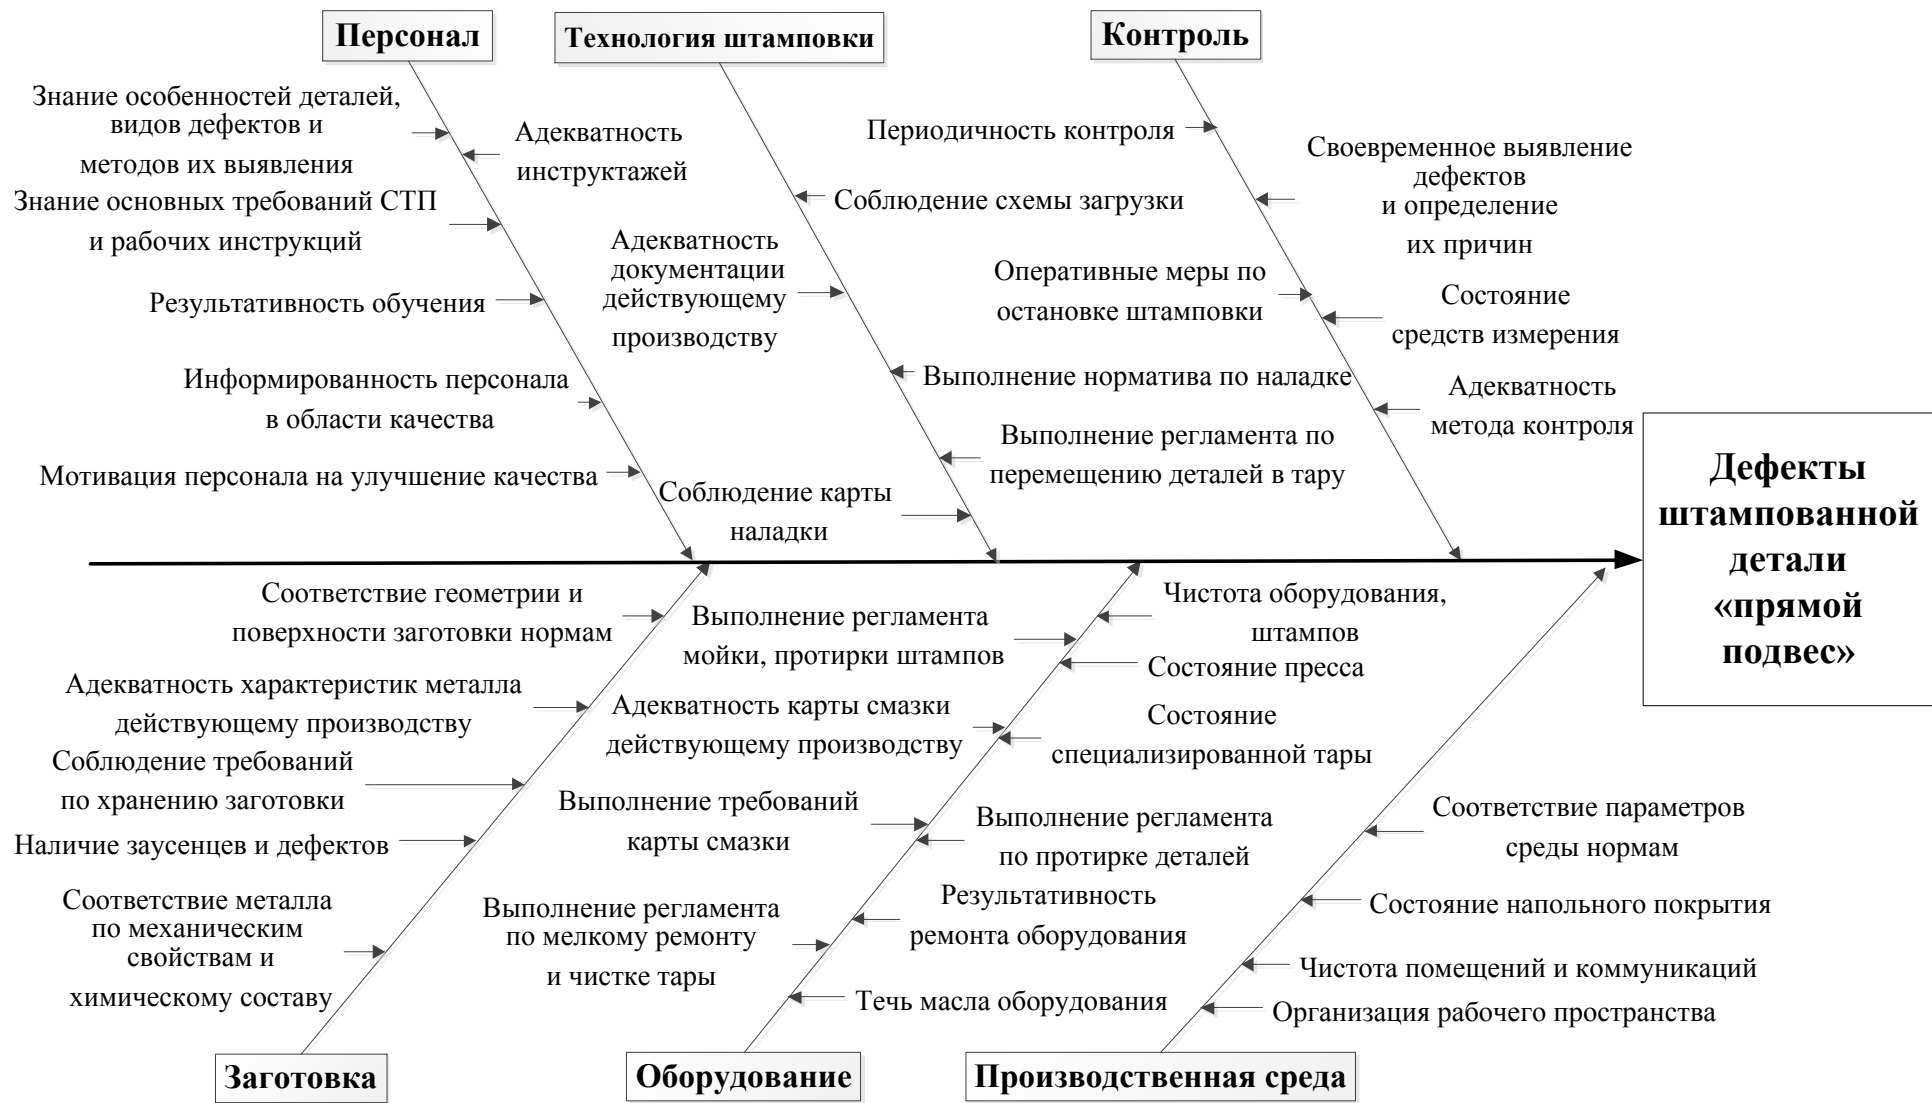 Персонал
Технология штамповки
Контроль
Знание особенностей деталей,
видов дефектов и
методов их выявления
Адекватность
инструктажей
Знание основных требований СТП
и рабочих инструкций
Результативность обучения
Информированность персонала
в области качества
Мотивация персонала на улучшение качества
Соблюдение схемы загрузки
Адекватность
документации
действующему
производству
Выполнение норматива по наладке
Выполнение регламента по
перемещению деталей в тару
Соблюдение карты
наладки
Периодичность контроля
Своевременное выявление
дефектов
и определение
их причин
Оперативные меры по
остановке штамповки
Состояние
средств измерения
Адекватность
метода контроля
Дефекты
штампованной
детали
«прямой
подвес»
Соответствие геометрии и
поверхности заготовки нормам
Адекватность характеристик металла
действующему производству
Соблюдение требований
по хранению заготовки
Наличие заусенцев и дефектов
Соответствие металла
по механическим
свойствам и
химическому составу
Чистота оборудования,
штампов
Выполнение регламента
мойки, протирки штампов
Состояние пресса
Адекватность карты смазки
действующему производству
Состояние
специализированной тары
Выполнение требований
карты смазки
Выполнение регламента
по протирке деталей
Результативность
ремонта оборудования
Выполнение регламента
по мелкому ремонту
и чистке тары
Течь масла оборудования
Соответствие параметров
среды нормам
Состояние напольного покрытия
Чистота помещений и коммуникаций
Организация рабочего пространства
Заготовка
Оборудование
Производственная среда